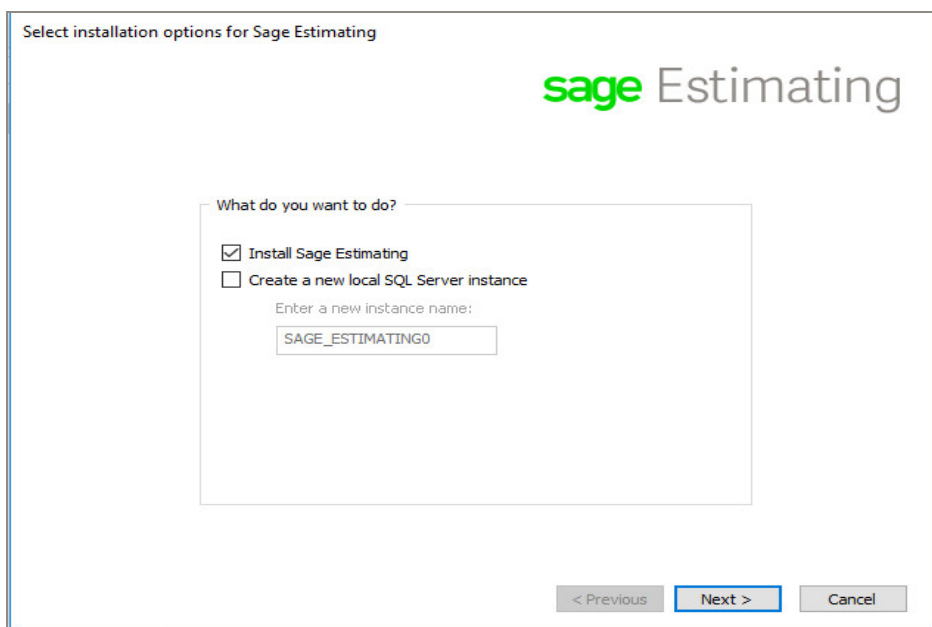 Select installation options for Sage Estimating
sage Estimating
What do you want to do?
Install Sage Estimating
Create a new local SQL Server instance
Enter a new instance name:
SAGE_ESTIMATING0
< Previous
Next >
Cancel